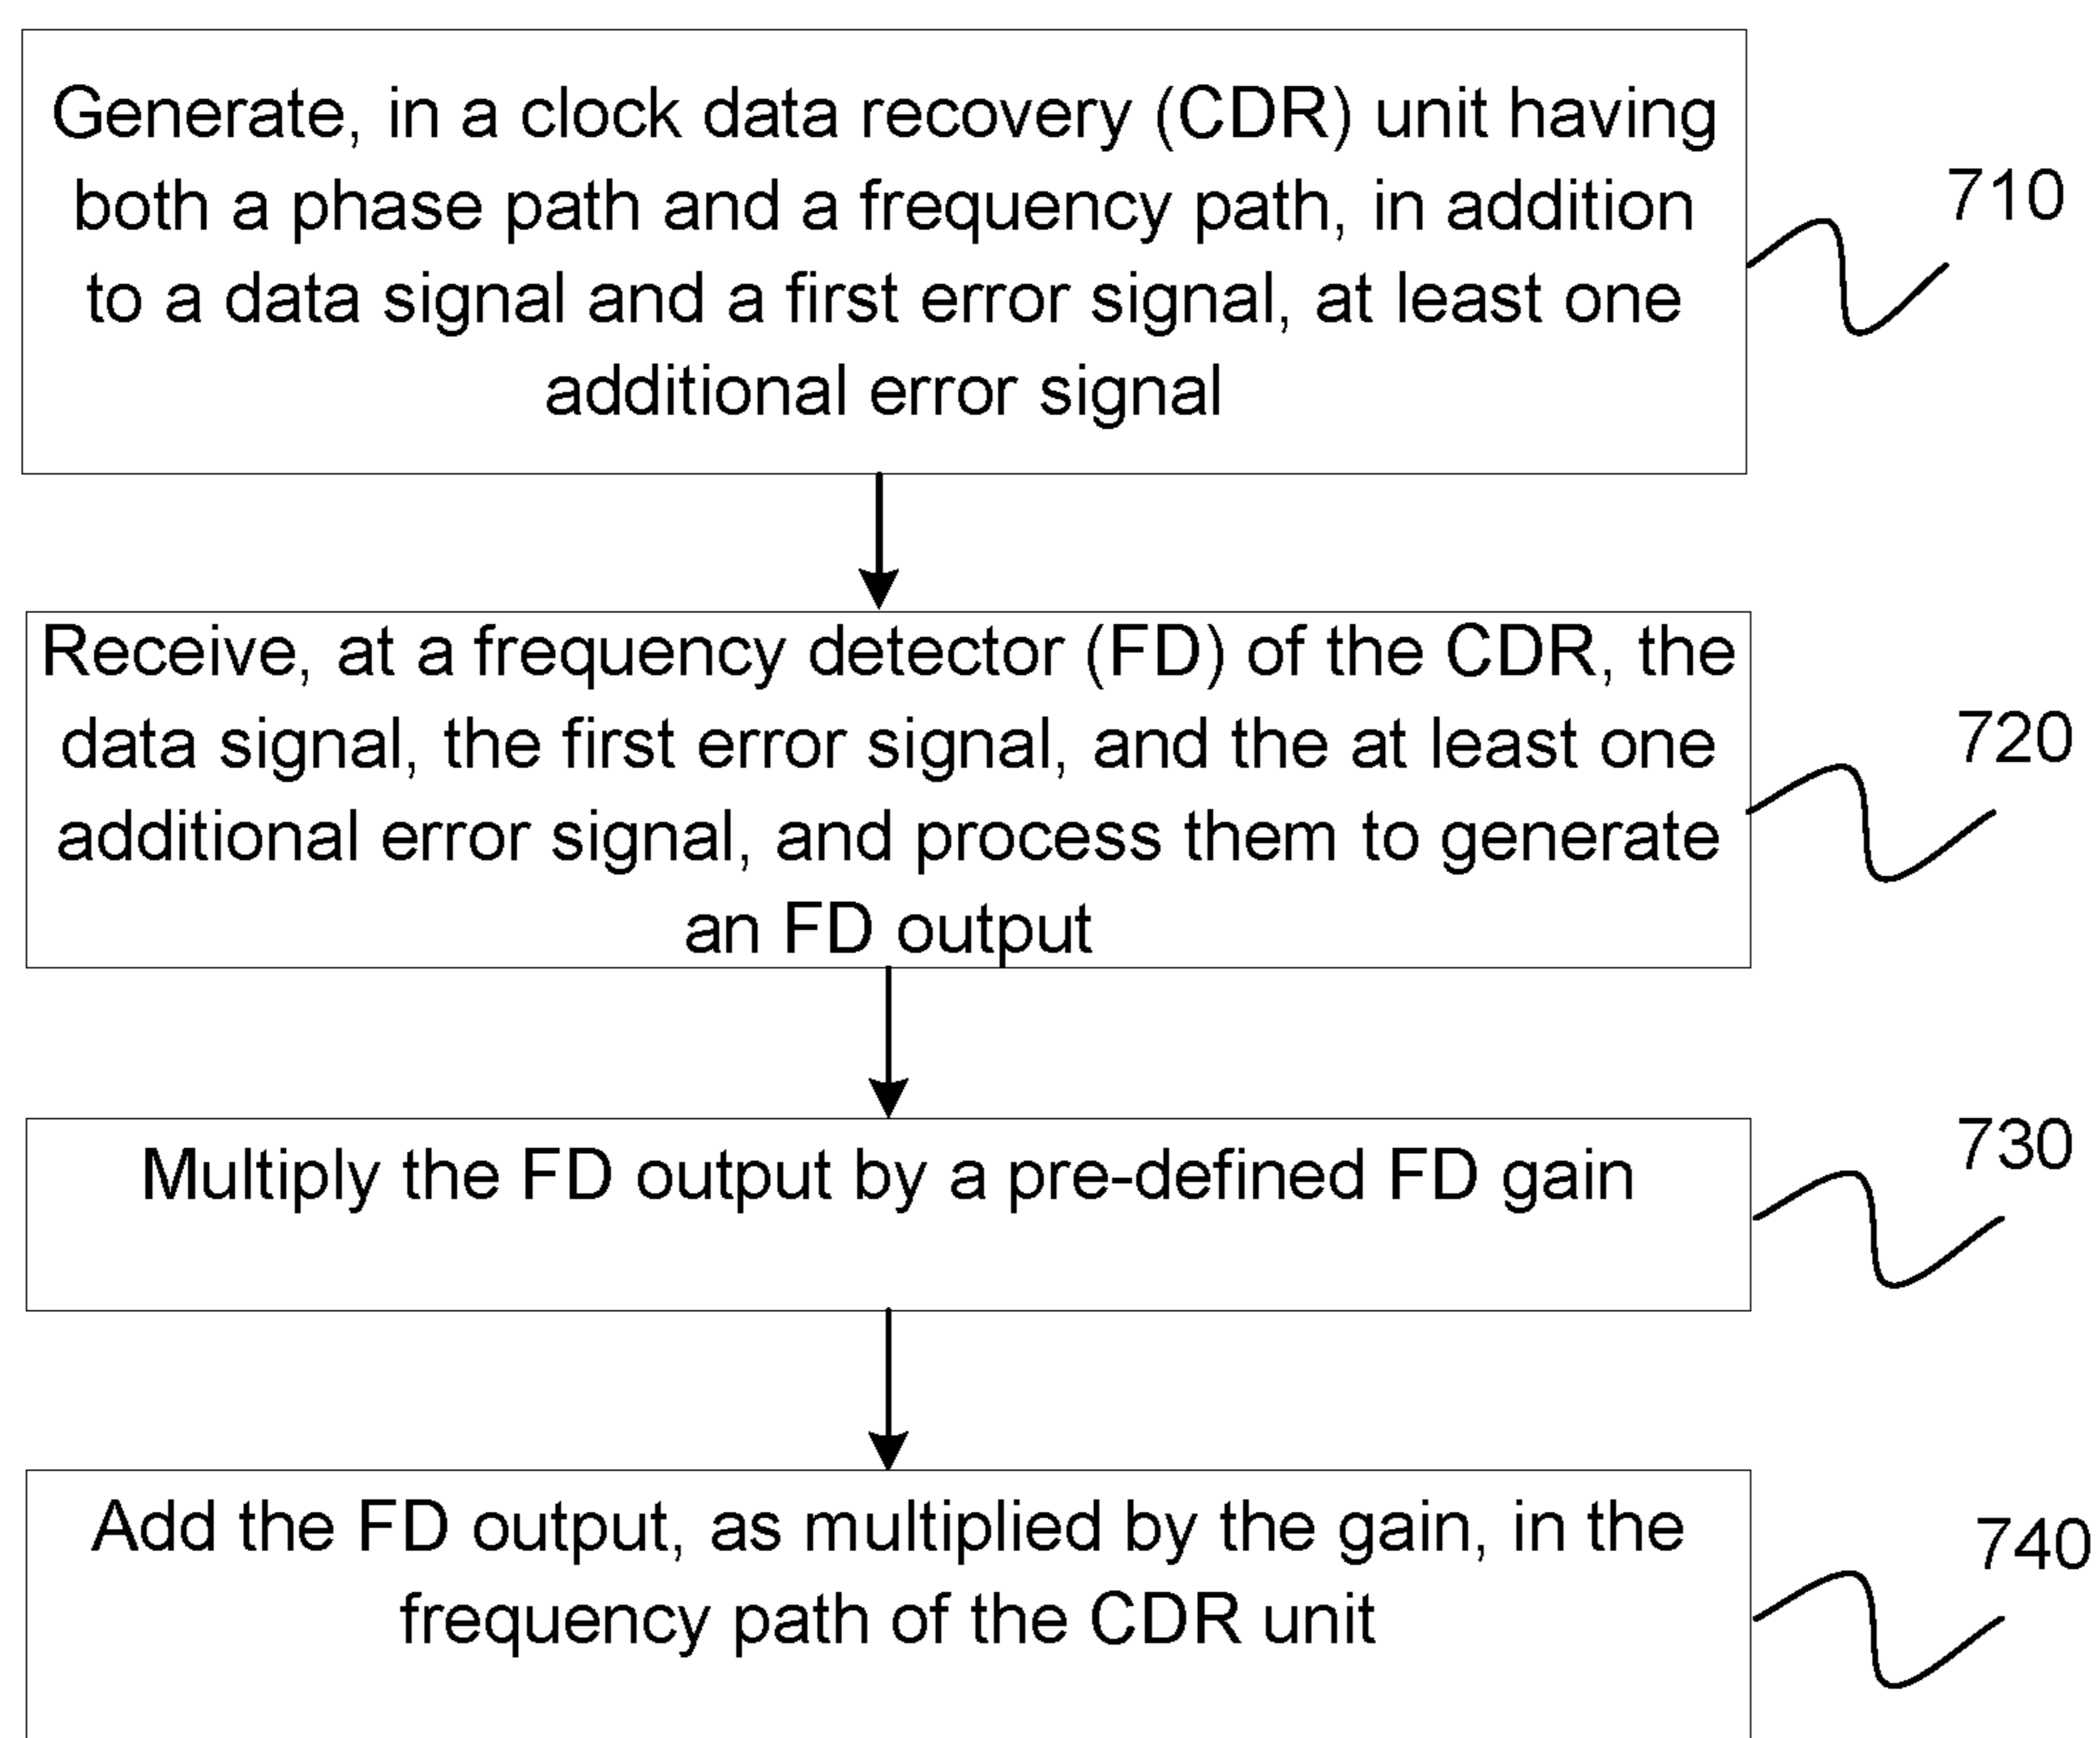 Generate, in a clock data recovery (CDR) unit having
both a phase path and a frequency path, in addition
to a data signal and a first error signal, at least one
additional error signal
710
Receive, at a frequency detector (FD) of the CDR, the
data signal, the first error signal, and the at least one
additional error signal, and process them to generate
an FD output
720
Multiply the FD output by a pre-defined FD gain
730
Add the FD output, as multiplied by the gain, in the
frequency path of the CDR unit
740